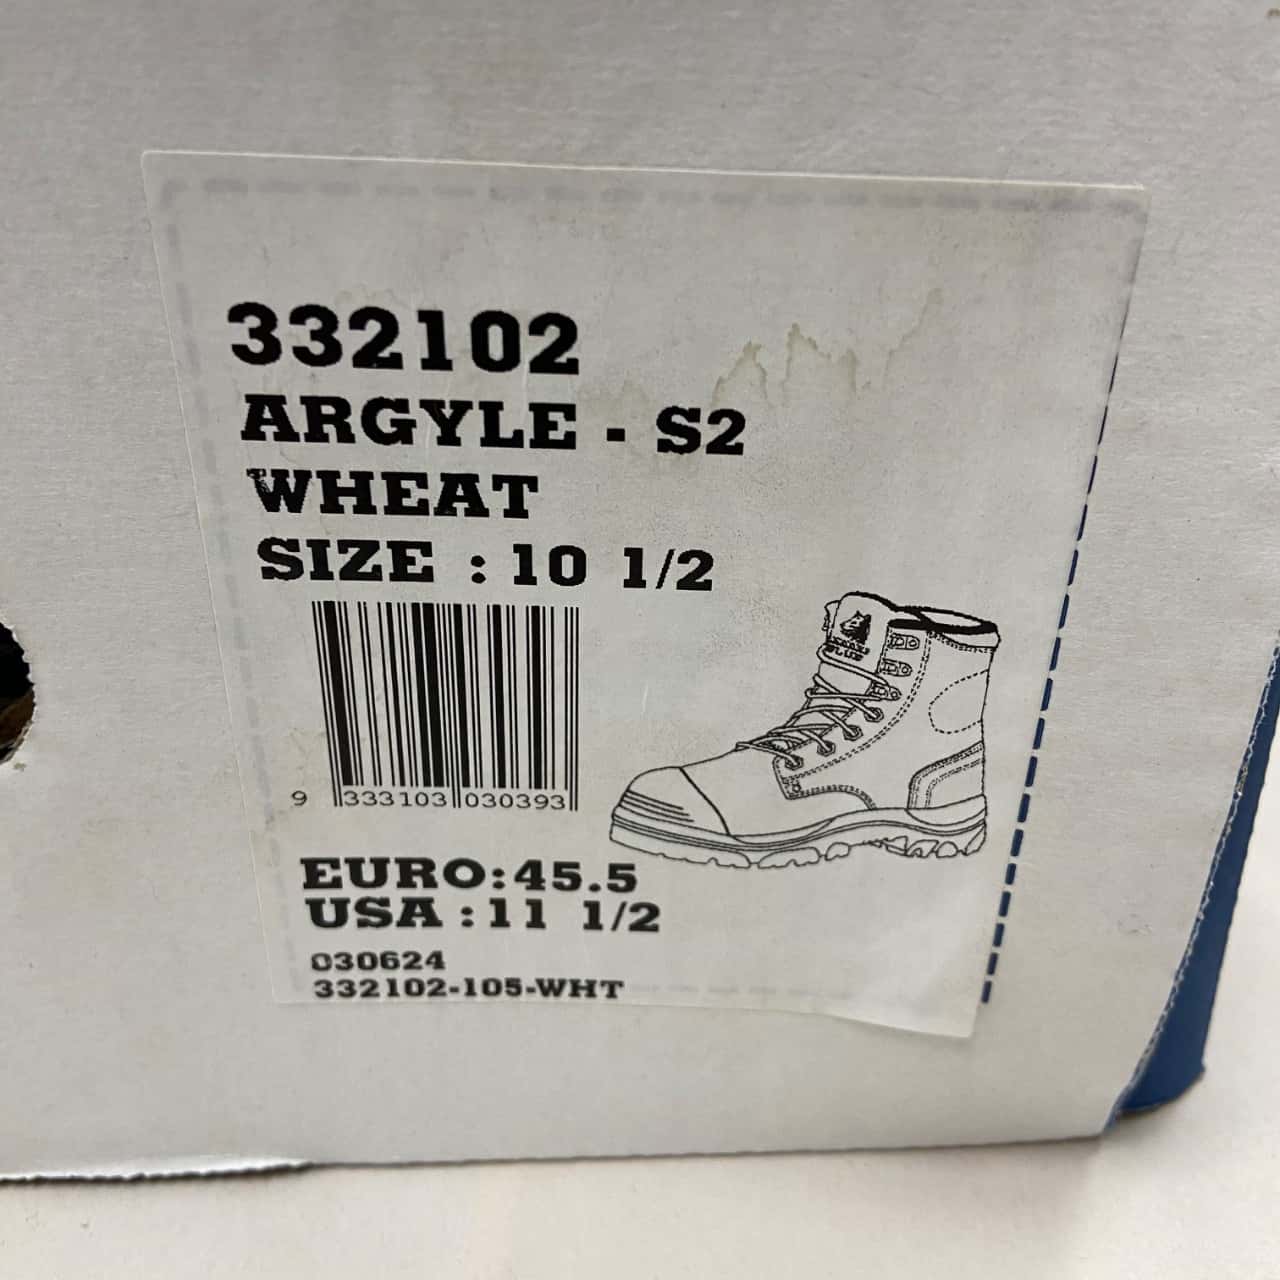 332102
ARGYLE - S2
WHEAT
SIZE : 10 1/2
9 333103 030393
EURO:45.5
USA :11 1/2
030624
332102-105-WHT
BLUE